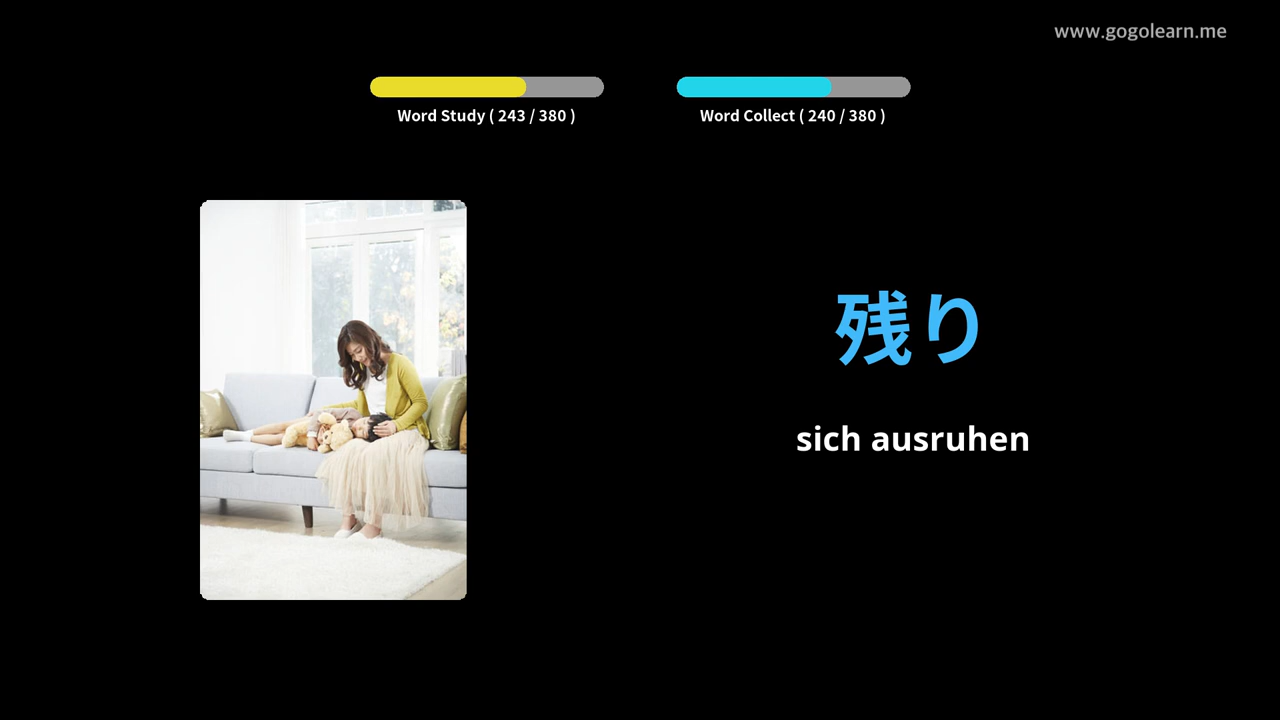 www.gogolearn.me
Word Study ( 243 / 380 )
Word Collect ( 240 / 380 )
残り
sich ausruhen